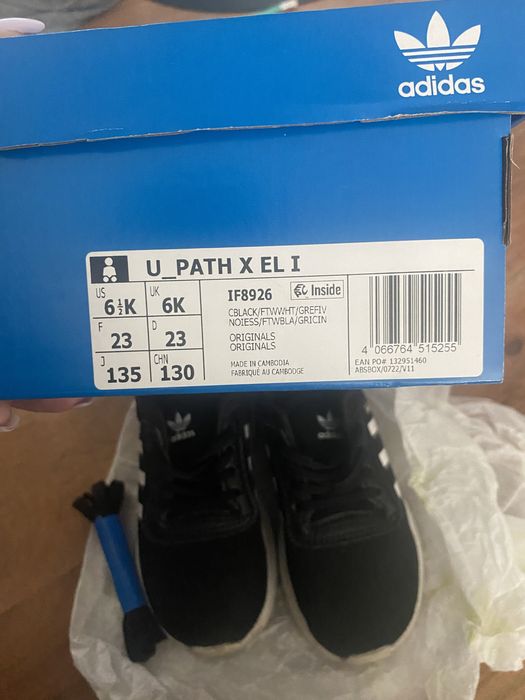 adidas
U_PATH X EL I
US 6½K UK 6K
F 23 D 23
J 135 CHN 130
IF8926 Inside
CBLACK/FTWWHT/GREFIV
NOIESS/FTWBLA/GRICIN
ORIGINALS
ORIGINALS
MADE IN CAMBODIA
FABRIQUÉ AU CAMBODGE
4 066764 515255
EAN PO# 132951460
ABSBOX/0722/V11
adidas
adidas